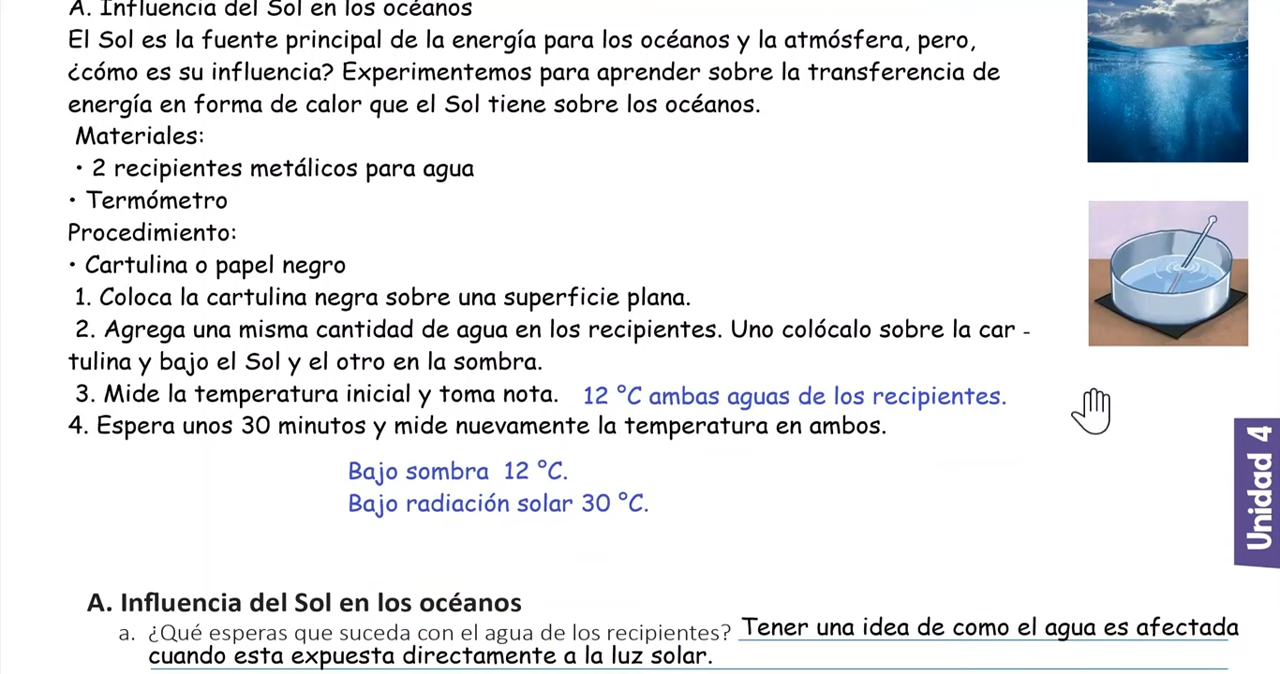 A. Influencia del Sol en los océanos
El Sol es la fuente principal de la energía para los océanos y la atmósfera, pero,
¿cómo es su influencia? Experimentemos para aprender sobre la transferencia de
energía en forma de calor que el Sol tiene sobre los océanos.
Materiales:
• 2 recipientes metálicos para agua
• Termómetro
Procedimiento:
• Cartulina o papel negro
1. Coloca la cartulina negra sobre una superficie plana.
2. Agrega una misma cantidad de agua en los recipientes. Uno colócalo sobre la car -
tulina y bajo el Sol y el otro en la sombra.
3. Mide la temperatura inicial y toma nota. 12 °C ambas aguas de los recipientes.
4. Espera unos 30 minutos y mide nuevamente la temperatura en ambos.
Bajo sombra 12 °C.
Bajo radiación solar 30 °C.
Unidad 4
A. Influencia del Sol en los océanos
a. ¿Qué esperas que suceda con el agua de los recipientes? Tener una idea de como el agua es afectada
cuando esta expuesta directamente a la luz solar.